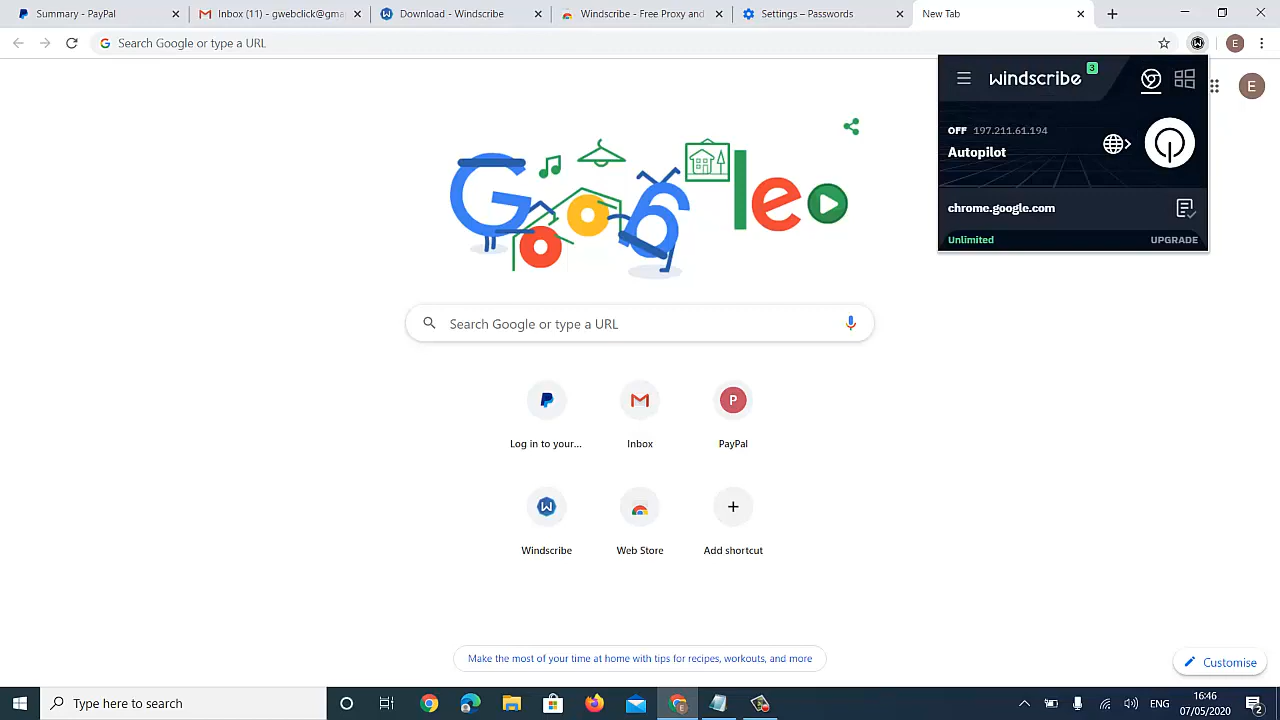 Summary - PayPal
Inbox (11) - gwebclick@gma
Download - Windscribe
Windscribe - Free Proxy and
Settings – Passwords
New Tab
Search Google or type a URL
E
windscribe
3
E
OFF 197.211.61.194
Autopilot
chrome.google.com
Unlimited
UPGRADE
Google
Search Google or type a URL
P
Log in to your...
Inbox
PayPal
Windscribe
Web Store
Add shortcut
Make the most of your time at home with tips for recipes, workouts, and more
Customise
Type here to search
ENG
16:46
07/05/2020
2